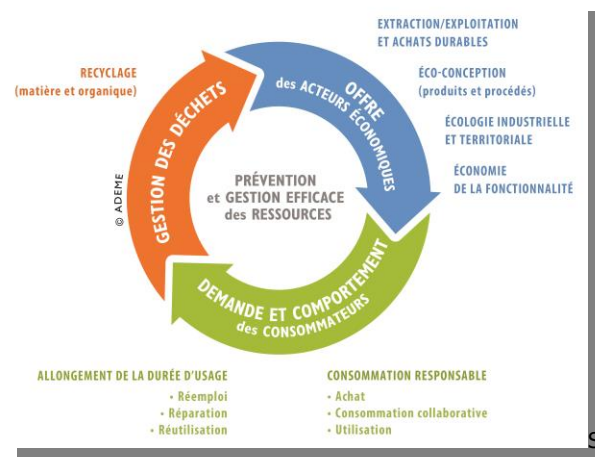 EXTRACTION/EXPLOITATION
ET ACHATS DURABLES
RECYCLAGE
(matière et organique)
ÉCO-CONCEPTION
(produits et procédés)
ÉCOLOGIE INDUSTRIELLE
ET TERRITORIALE
ÉCONOMIE
DE LA FONCTIONNALITÉ
OFFRE
des ACTEURS ÉCONOMIQUES
GESTION DES DÉCHETS
© ADEME
PRÉVENTION
et GESTION EFFICACE
des RESSOURCES
DEMANDE ET COMPORTEMENT
des CONSOMMATEURS
ALLONGEMENT DE LA DURÉE D'USAGE
• Réemploi
• Réparation
• Réutilisation
CONSOMMATION RESPONSABLE
• Achat
• Consommation collaborative
• Utilisation